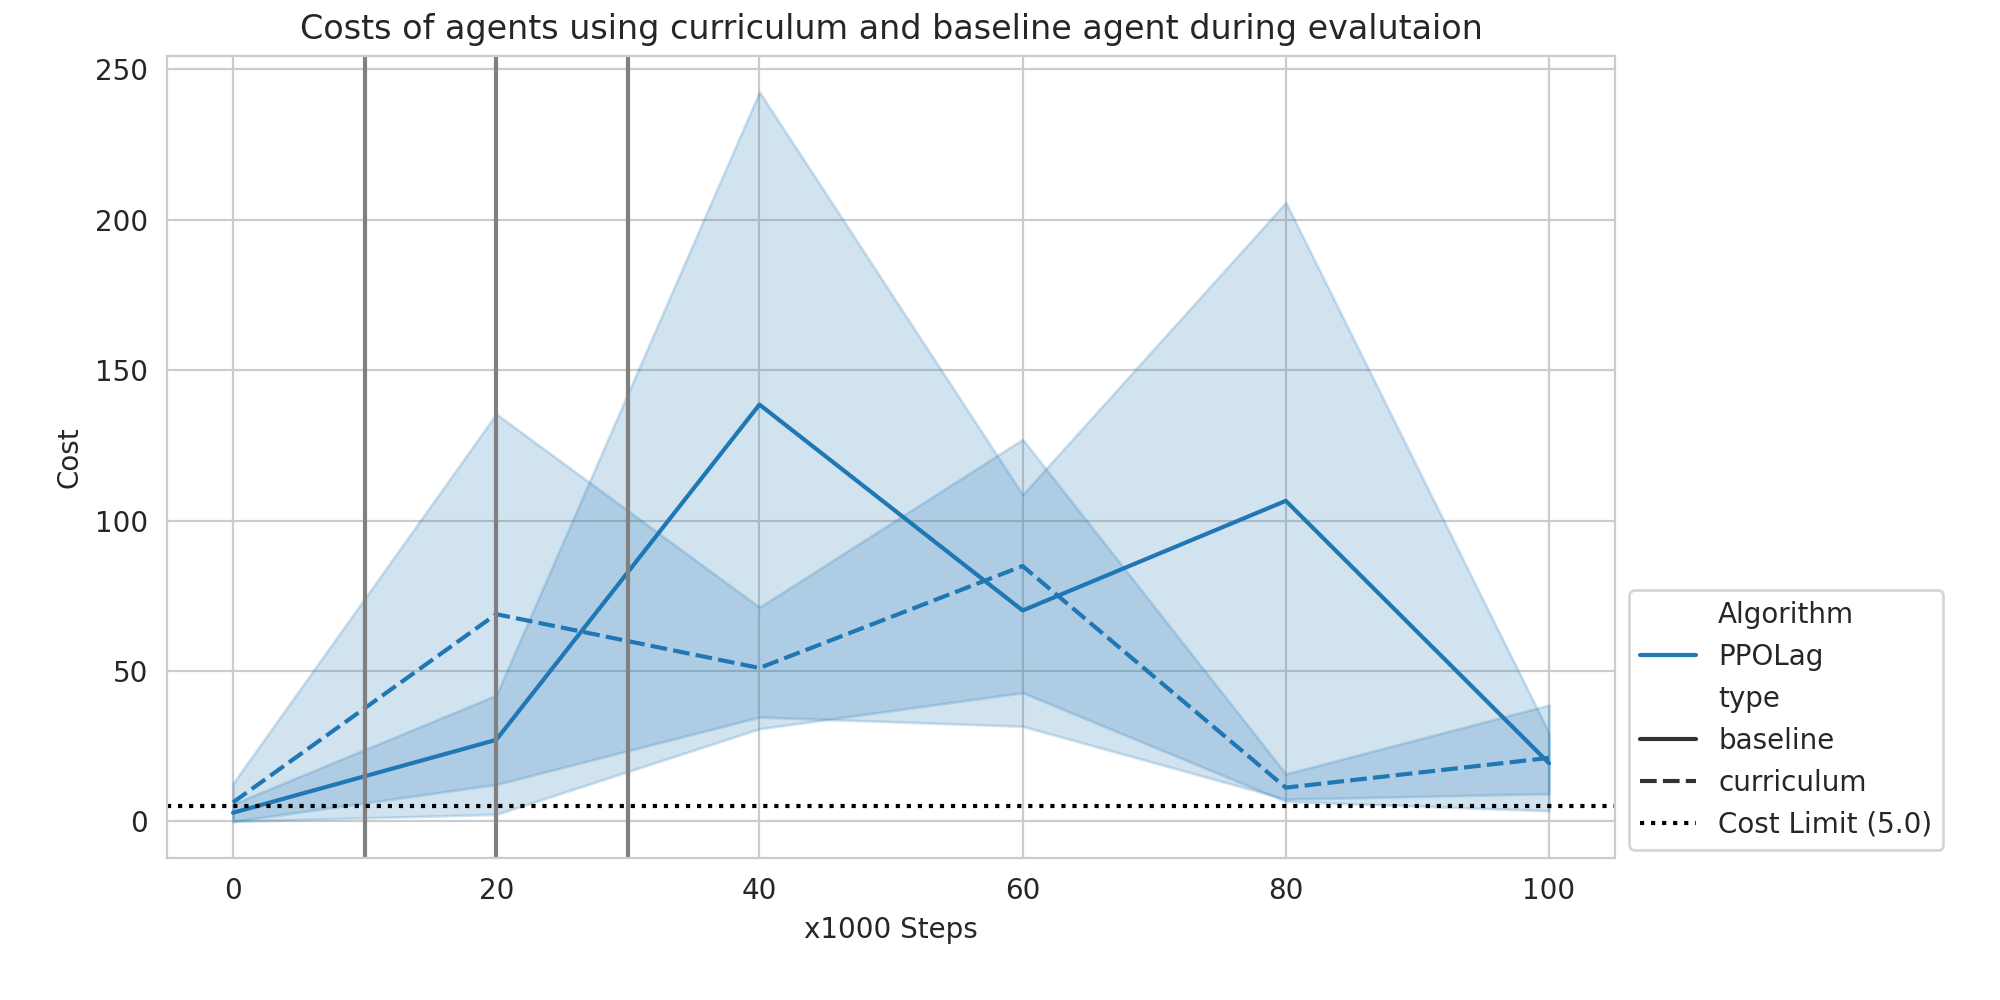 Costs of agents using curriculum and baseline agent during evalutaion
250
200
150
100
50
0
Cost
0 20 40 60 80 100
x1000 Steps
Algorithm
PPOLag
type
baseline
curriculum
Cost Limit (5.0)